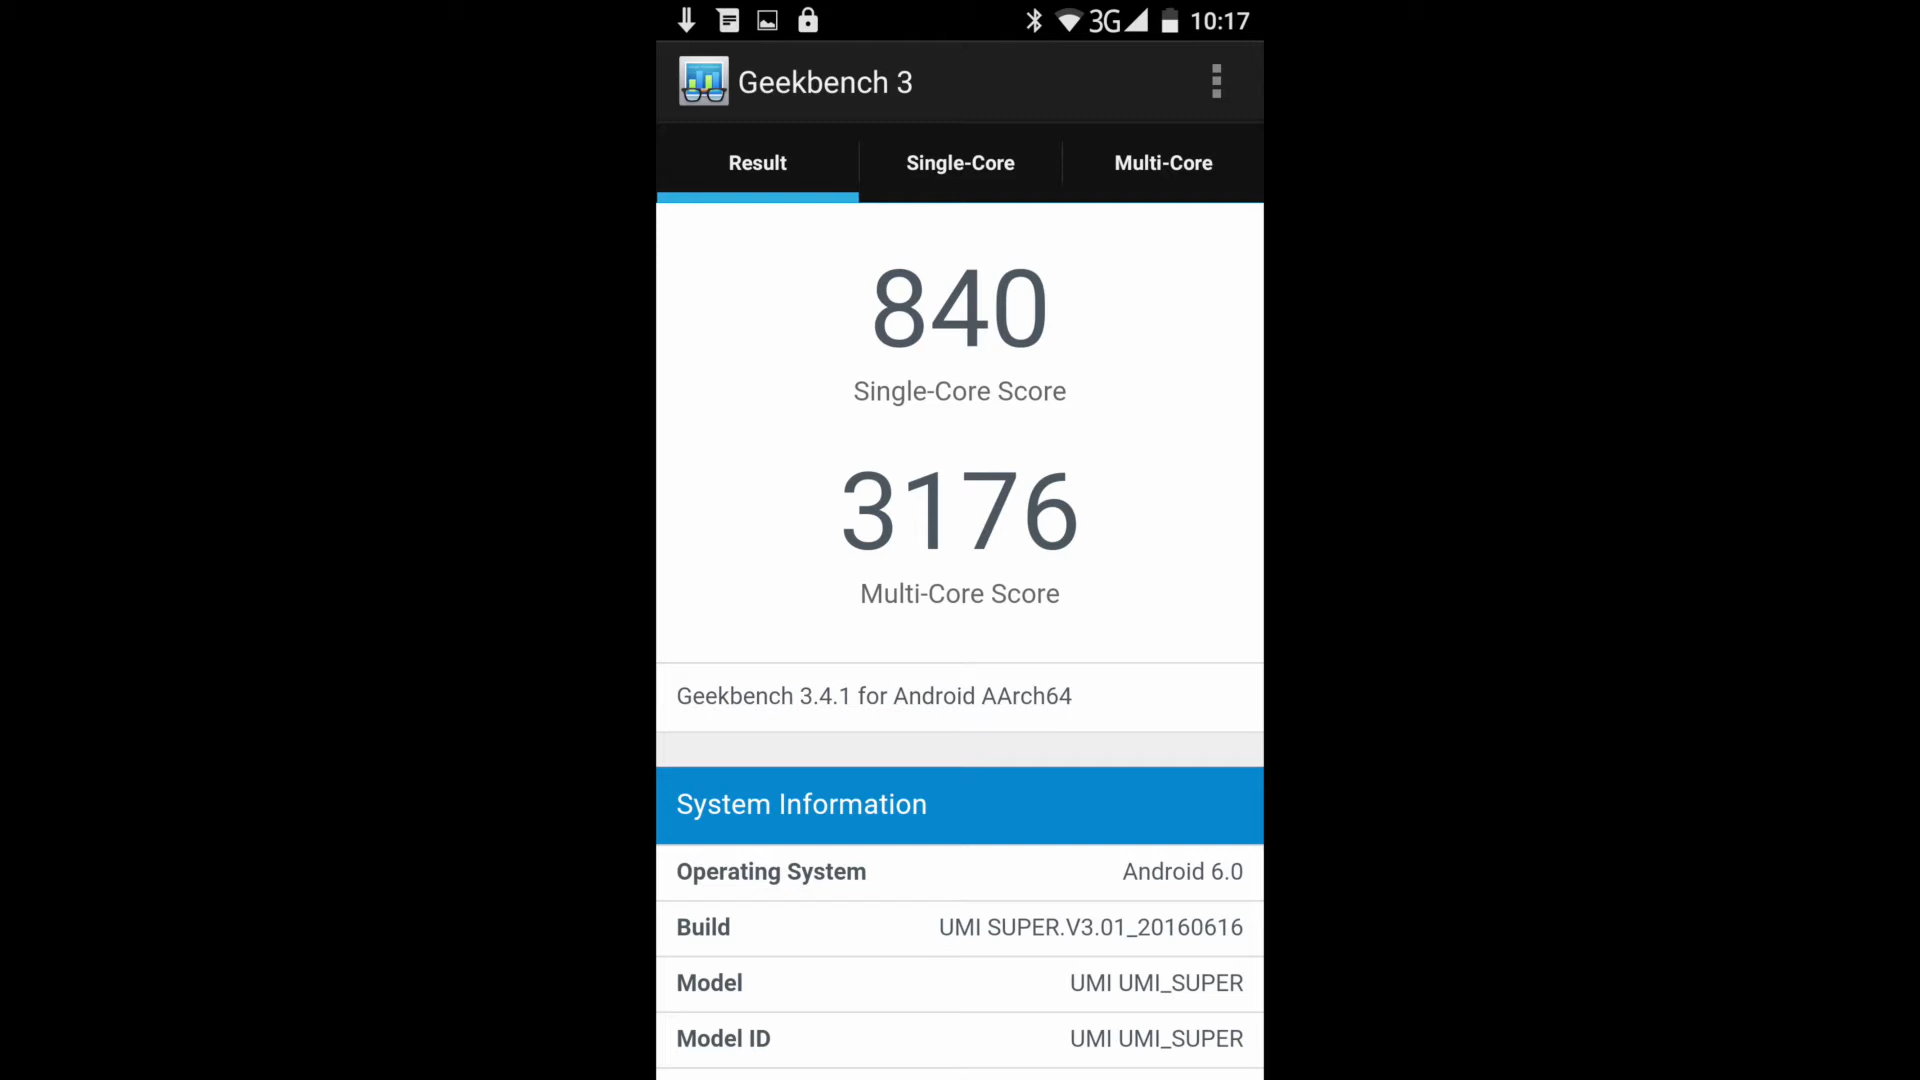 3G 10:17
Geekbench 3
Result Single-Core Multi-Core
840
Single-Core Score
3176
Multi-Core Score
Geekbench 3.4.1 for Android AArch64
System Information
Operating System Android 6.0
Build UMI SUPER.V3.01_20160616
Model UMI UMI_SUPER
Model ID UMI UMI_SUPER